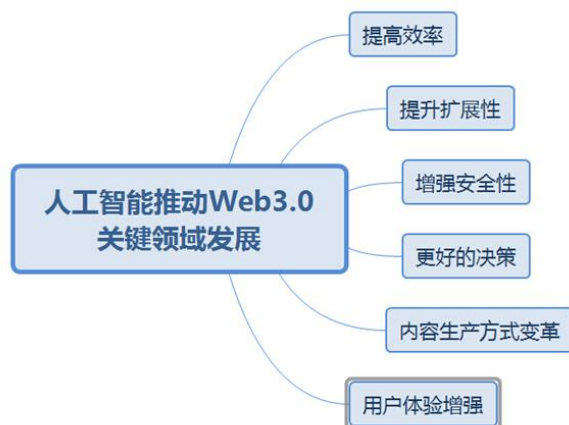 提高效率
提升扩展性
人工智能推动Web3.0
关键领域发展
增强安全性
更好的决策
内容生产方式变革
用户体验增强